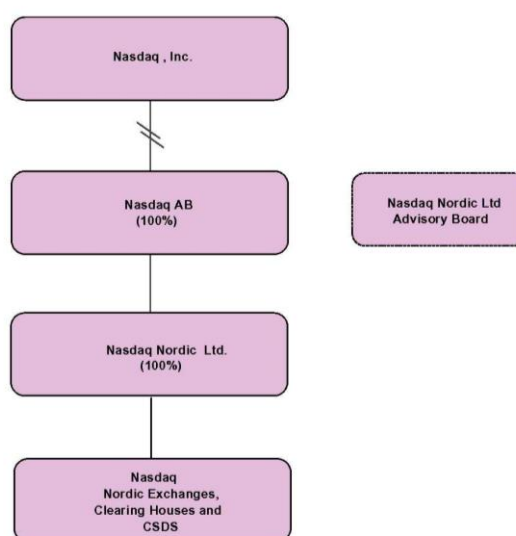 Nasdaq , Inc.
Nasdaq AB
(100%)
Nasdaq Nordic Ltd
Advisory Board
Nasdaq Nordic  Ltd.
(100%)
Nasdaq
Nordic Exchanges,
Clearing Houses and
CSDS